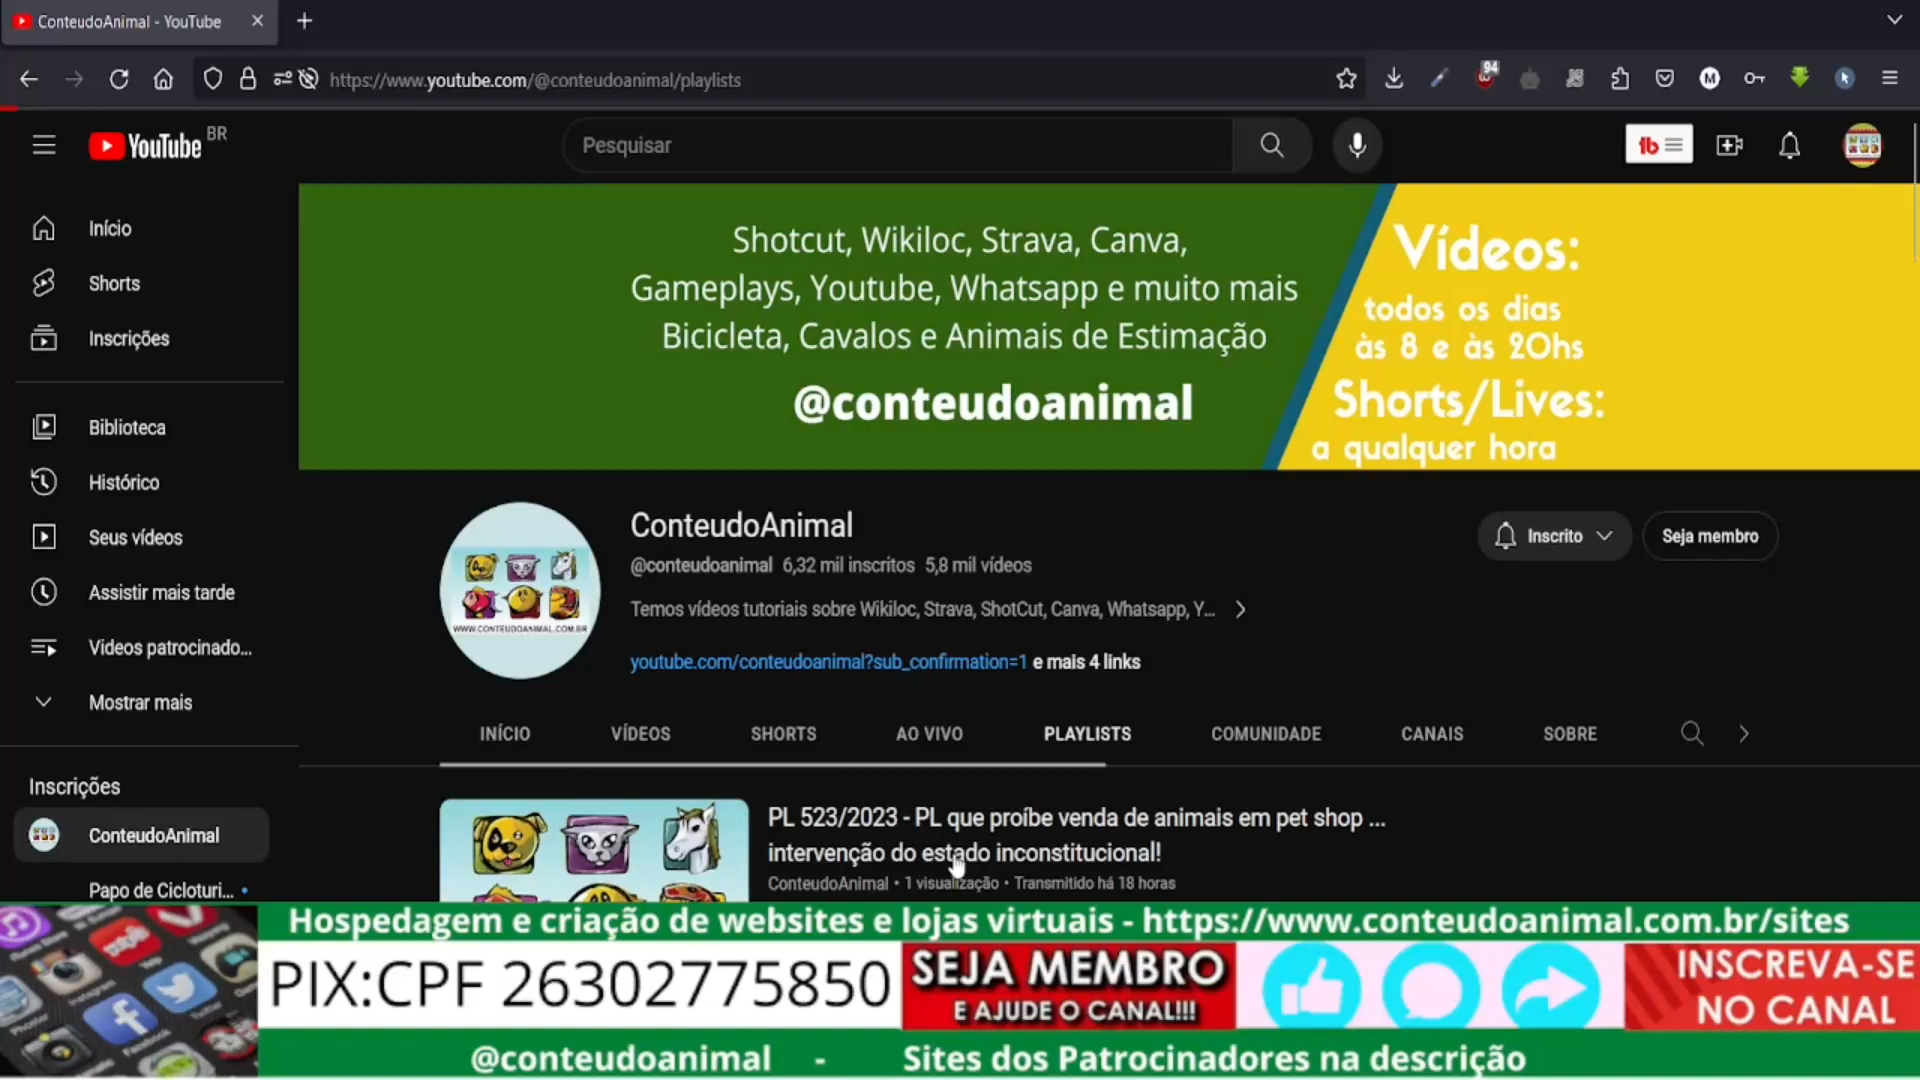 ConteudoAnimal - YouTube
94
https://www.youtube.com/@conteudoanimal/playlists
M
YouTube BR
Pesquisar
tb
Início
Shorts
Inscrições
Biblioteca
Histórico
Seus vídeos
Assistir mais tarde
Videos patrocinado...
Mostrar mais
Inscrições
ConteudoAnimal
Papo de Cicloturi...
Shotcut, Wikiloc, Strava, Canva,
Gameplays, Youtube, Whatsapp e muito mais
Bicicleta, Cavalos e Animais de Estimação
@conteudoanimal
Vídeos:
todos os dias
às 8 e às 20hs
Shorts/Lives:
a qualquer hora
WWW.CONTEUDOANIMAL.COM.BR
ConteudoAnimal
@conteudoanimal 6,32 mil inscritos 5,8 mil vídeos
Temos vídeos tutoriais sobre Wikiloc, Strava, ShotCut, Canva, Whatsapp, Y...
youtube.com/conteudoanimal?sub_confirmation=1 e mais 4 links
Inscrito
Seja membro
INÍCIO VÍDEOS SHORTS AO VIVO PLAYLISTS COMUNIDADE CANAIS SOBRE
PL 523/2023 - PL que proíbe venda de animais em pet shop ...
intervenção do estado inconstitucional!
ConteudoAnimal • 1 visualização • Transmitido há 18 horas
Hospedagem e criação de websites e lojas virtuais - https://www.conteudoanimal.com.br/sites
PIX:CPF 26302775850
SEJA MEMBRO
E AJUDE O CANAL!!!
INSCREVA-SE
NO CANAL
@conteudoanimal - Sites dos Patrocinadores na descrição